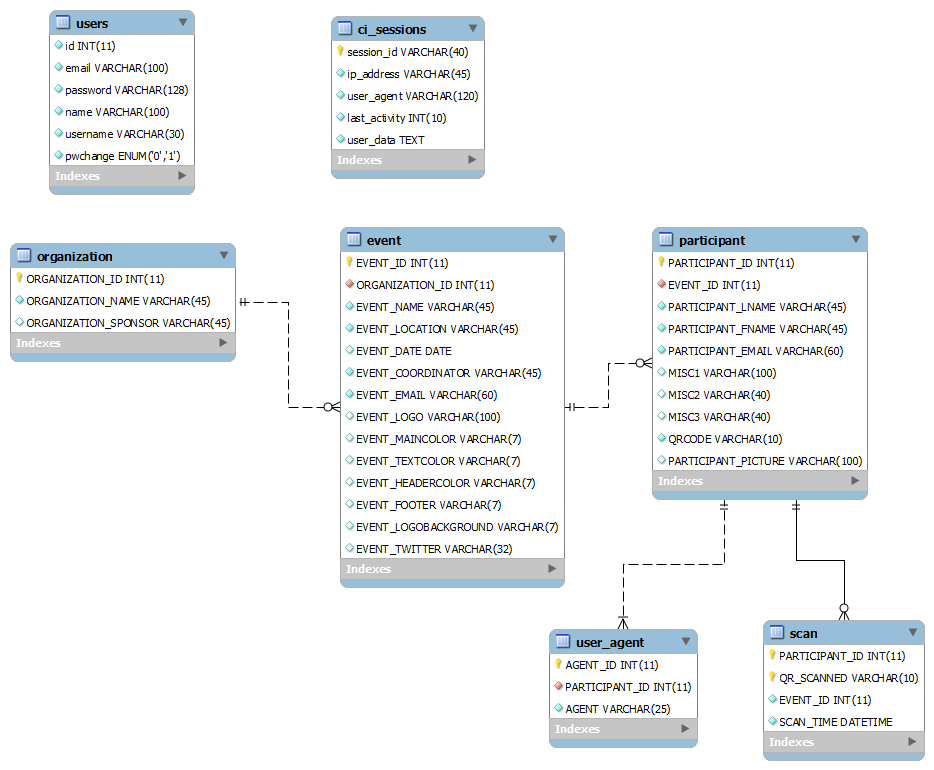 users
id INT(11)
email VARCHAR(100)
password VARCHAR(128)
name VARCHAR(100)
username VARCHAR(30)
pwchange ENUM('0','1')
Indexes
ci_sessions
session_id VARCHAR(40)
ip_address VARCHAR(45)
user_agent VARCHAR(120)
last_activity INT(10)
user_data TEXT
Indexes
organization
ORGANIZATION_ID INT(11)
ORGANIZATION_NAME VARCHAR(45)
ORGANIZATION_SPONSOR VARCHAR(45)
Indexes
event
EVENT_ID INT(11)
ORGANIZATION_ID INT(11)
EVENT_NAME VARCHAR(45)
EVENT_LOCATION VARCHAR(45)
EVENT_DATE DATE
EVENT_COORDINATOR VARCHAR(45)
EVENT_EMAIL VARCHAR(60)
EVENT_LOGO VARCHAR(100)
EVENT_MAINCOLOR VARCHAR(7)
EVENT_TEXTCOLOR VARCHAR(7)
EVENT_HEADERCOLOR VARCHAR(7)
EVENT_FOOTER VARCHAR(7)
EVENT_LOGOBACKGROUND VARCHAR(7)
EVENT_TWITTER VARCHAR(32)
Indexes
participant
PARTICIPANT_ID INT(11)
EVENT_ID INT(11)
PARTICIPANT_LNAME VARCHAR(45)
PARTICIPANT_FNAME VARCHAR(45)
PARTICIPANT_EMAIL VARCHAR(60)
MISC1 VARCHAR(100)
MISC2 VARCHAR(40)
MISC3 VARCHAR(40)
QRCODE VARCHAR(10)
PARTICIPANT_PICTURE VARCHAR(100)
Indexes
user_agent
AGENT_ID INT(11)
PARTICIPANT_ID INT(11)
AGENT VARCHAR(25)
Indexes
scan
PARTICIPANT_ID INT(11)
QR_SCANNED VARCHAR(10)
EVENT_ID INT(11)
SCAN_TIME DATETIME
Indexes